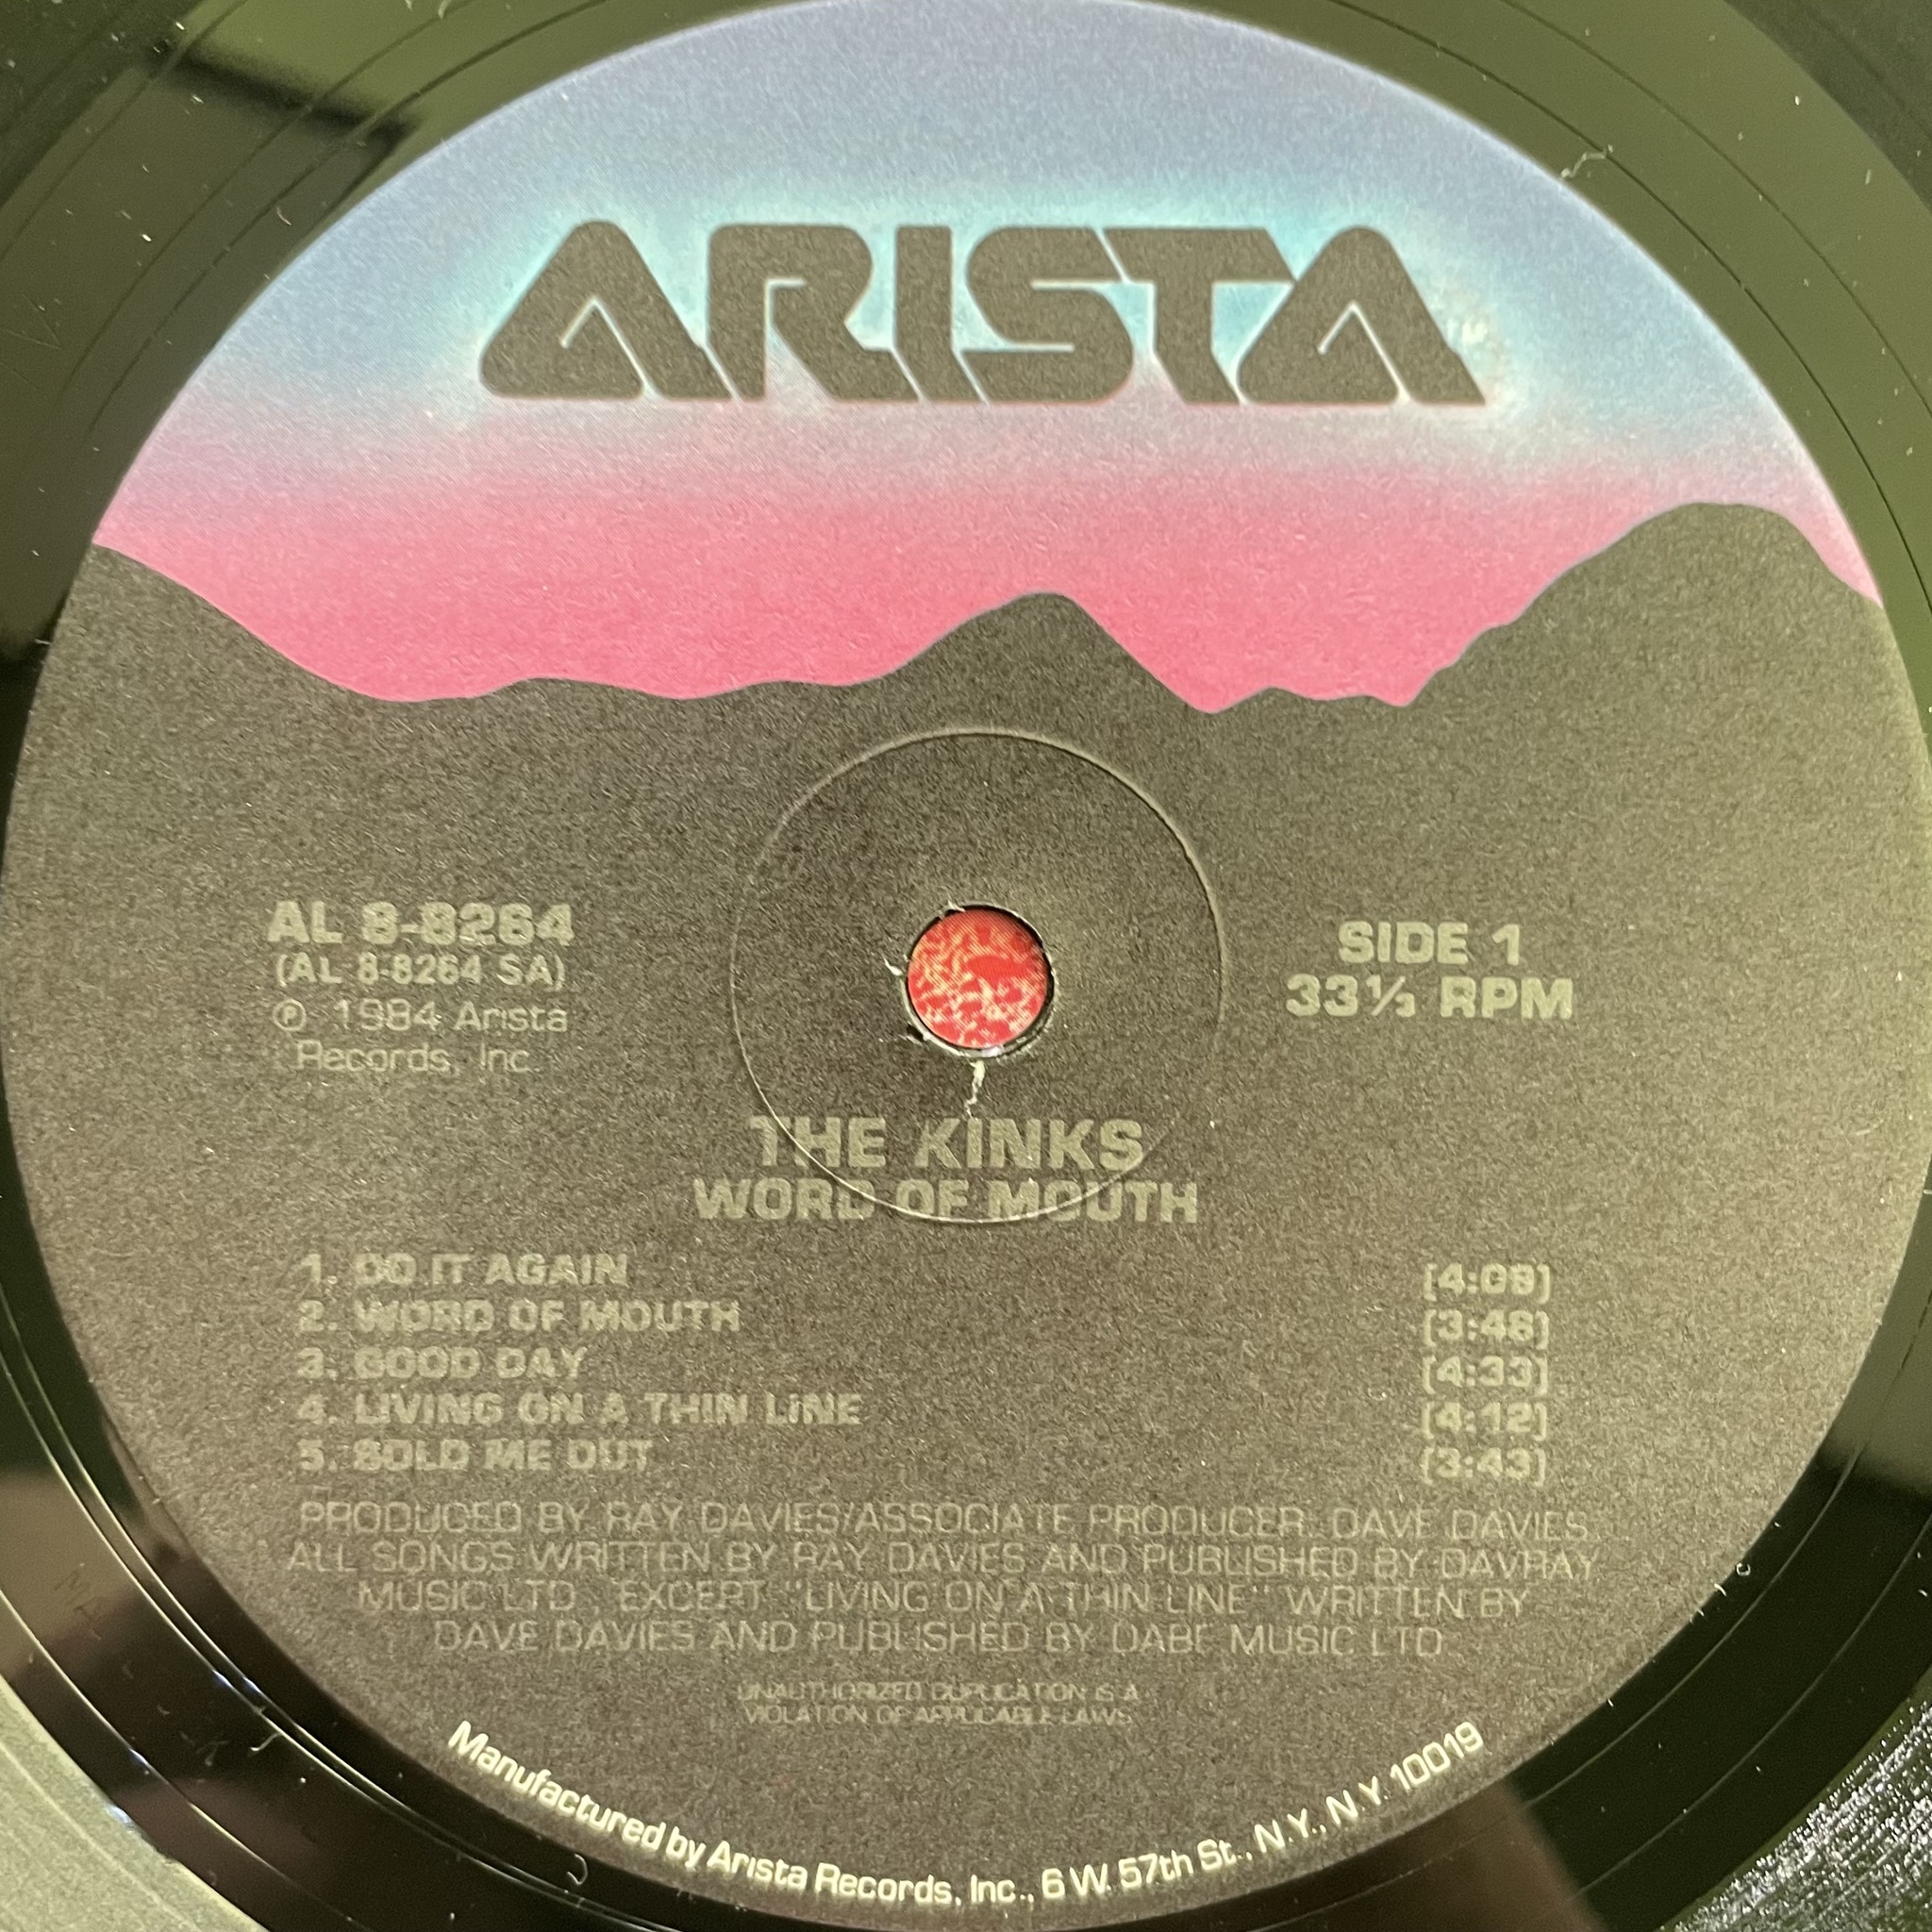 ARISTA
AL 8-8264
(AL 8-8264 SA)
℗ 1984 Arista
Records, Inc.
SIDE 1
33⅓ RPM
THE KINKS
WORD OF MOUTH
1. DO IT AGAIN [4:08]
2. WORD OF MOUTH [3:48]
3. GOOD DAY [4:33]
4. LIVING ON A THIN LINE [4:12]
5. SOLD ME OUT [3:43]
PRODUCED BY RAY DAVIES/ASSOCIATE PRODUCER: DAVE DAVIES
ALL SONGS WRITTEN BY RAY DAVIES AND PUBLISHED BY DAVRAY
MUSIC LTD., EXCEPT "LIVING ON A THIN LINE" WRITTEN BY
DAVE DAVIES AND PUBLISHED BY DABE MUSIC LTD.
UNAUTHORIZED DUPLICATION IS A
VIOLATION OF APPLICABLE LAWS.
Manufactured by Arista Records, Inc., 6 W. 57th St., N.Y., N.Y. 10019